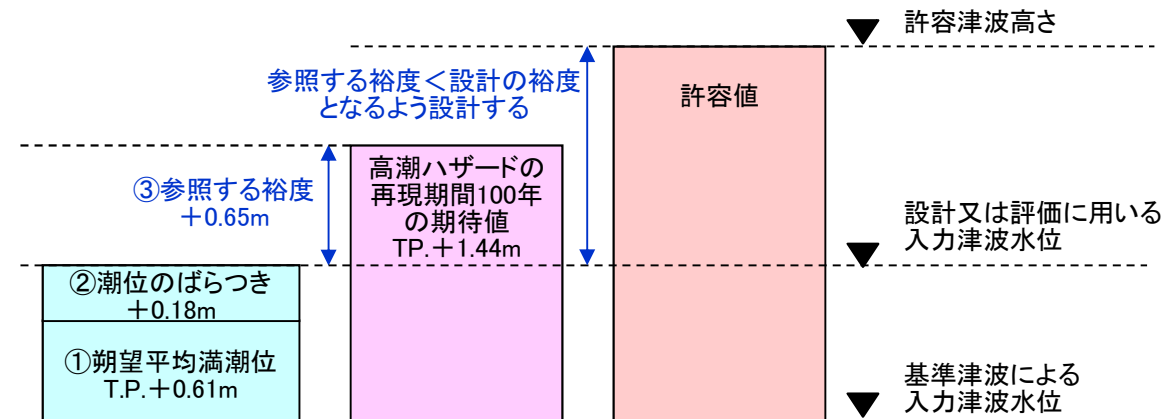 許容津波高さ
参照する裕度＜設計の裕度
となるよう設計する
許容値
③参照する裕度
＋0.65m
高潮ハザードの
再現期間100年
の期待値
TP.＋1.44m
設計又は評価に用いる
入力津波水位
②潮位のばらつき
＋0.18m
①朔望平均満潮位
T.P.＋0.61m
基準津波による
入力津波水位